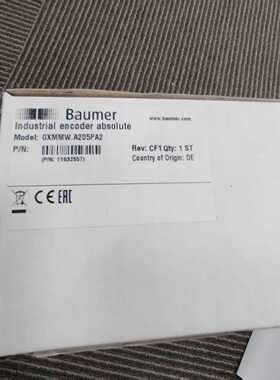 Baumer
www.baumer.com
Industrial encoder absolute
Model: GXMMW.A205PA2
P/N: Rev: CF1 Qty: 1 ST
(P/N: 11032557) Country of Origin: DE
CE EAC